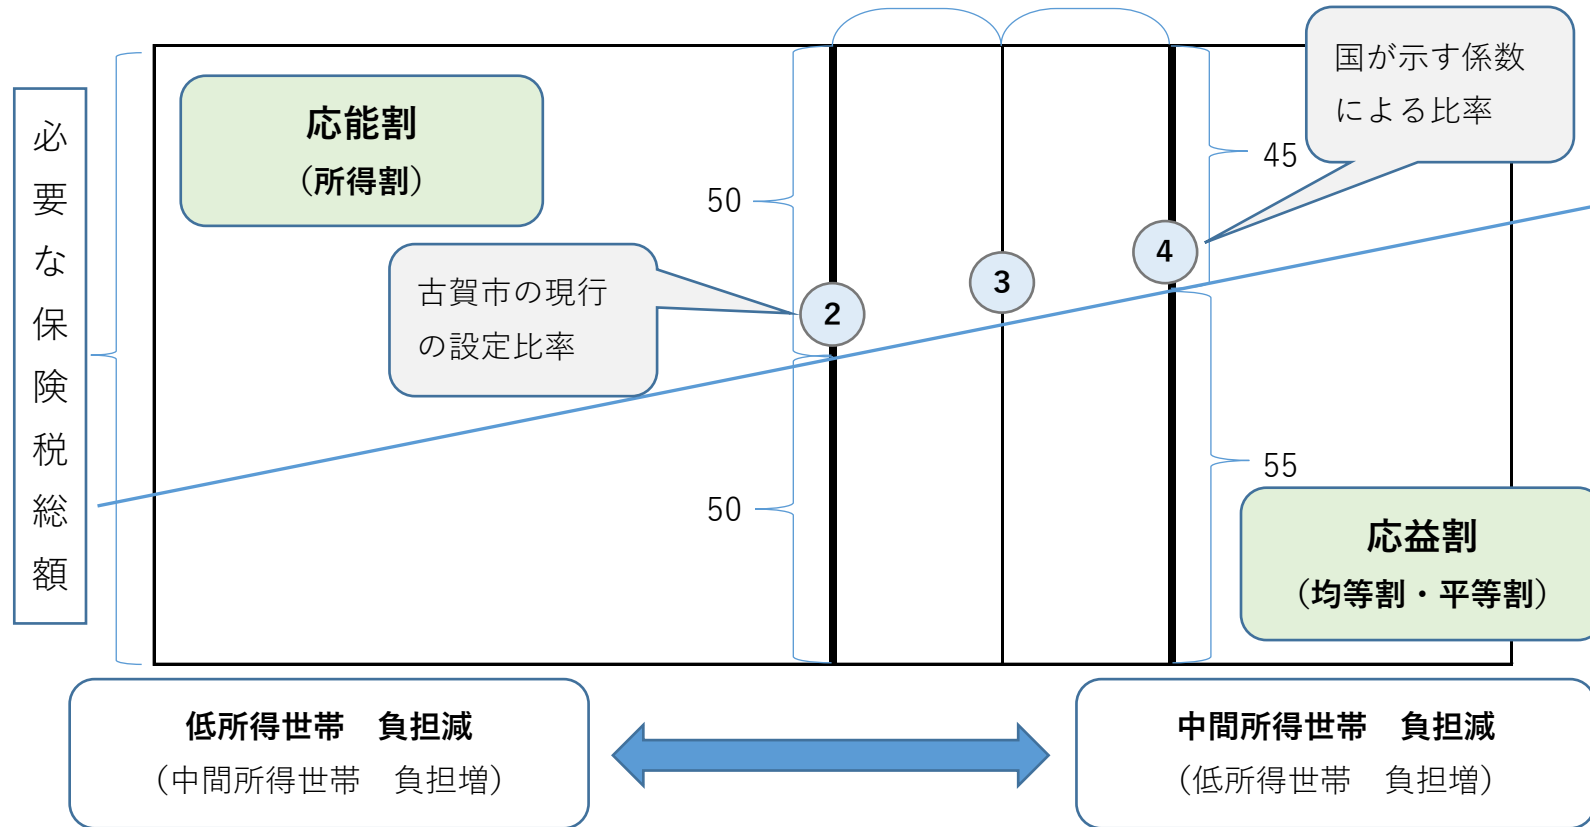 必要な保険税総額
応能割
（所得割）
国が示す係数
による比率
45
50
古賀市の現行
の設定比率
2
3
4
50
55
応益割
（均等割・平等割）
低所得世帯　負担減
（中間所得世帯　負担増）
中間所得世帯　負担減
（低所得世帯　負担増）